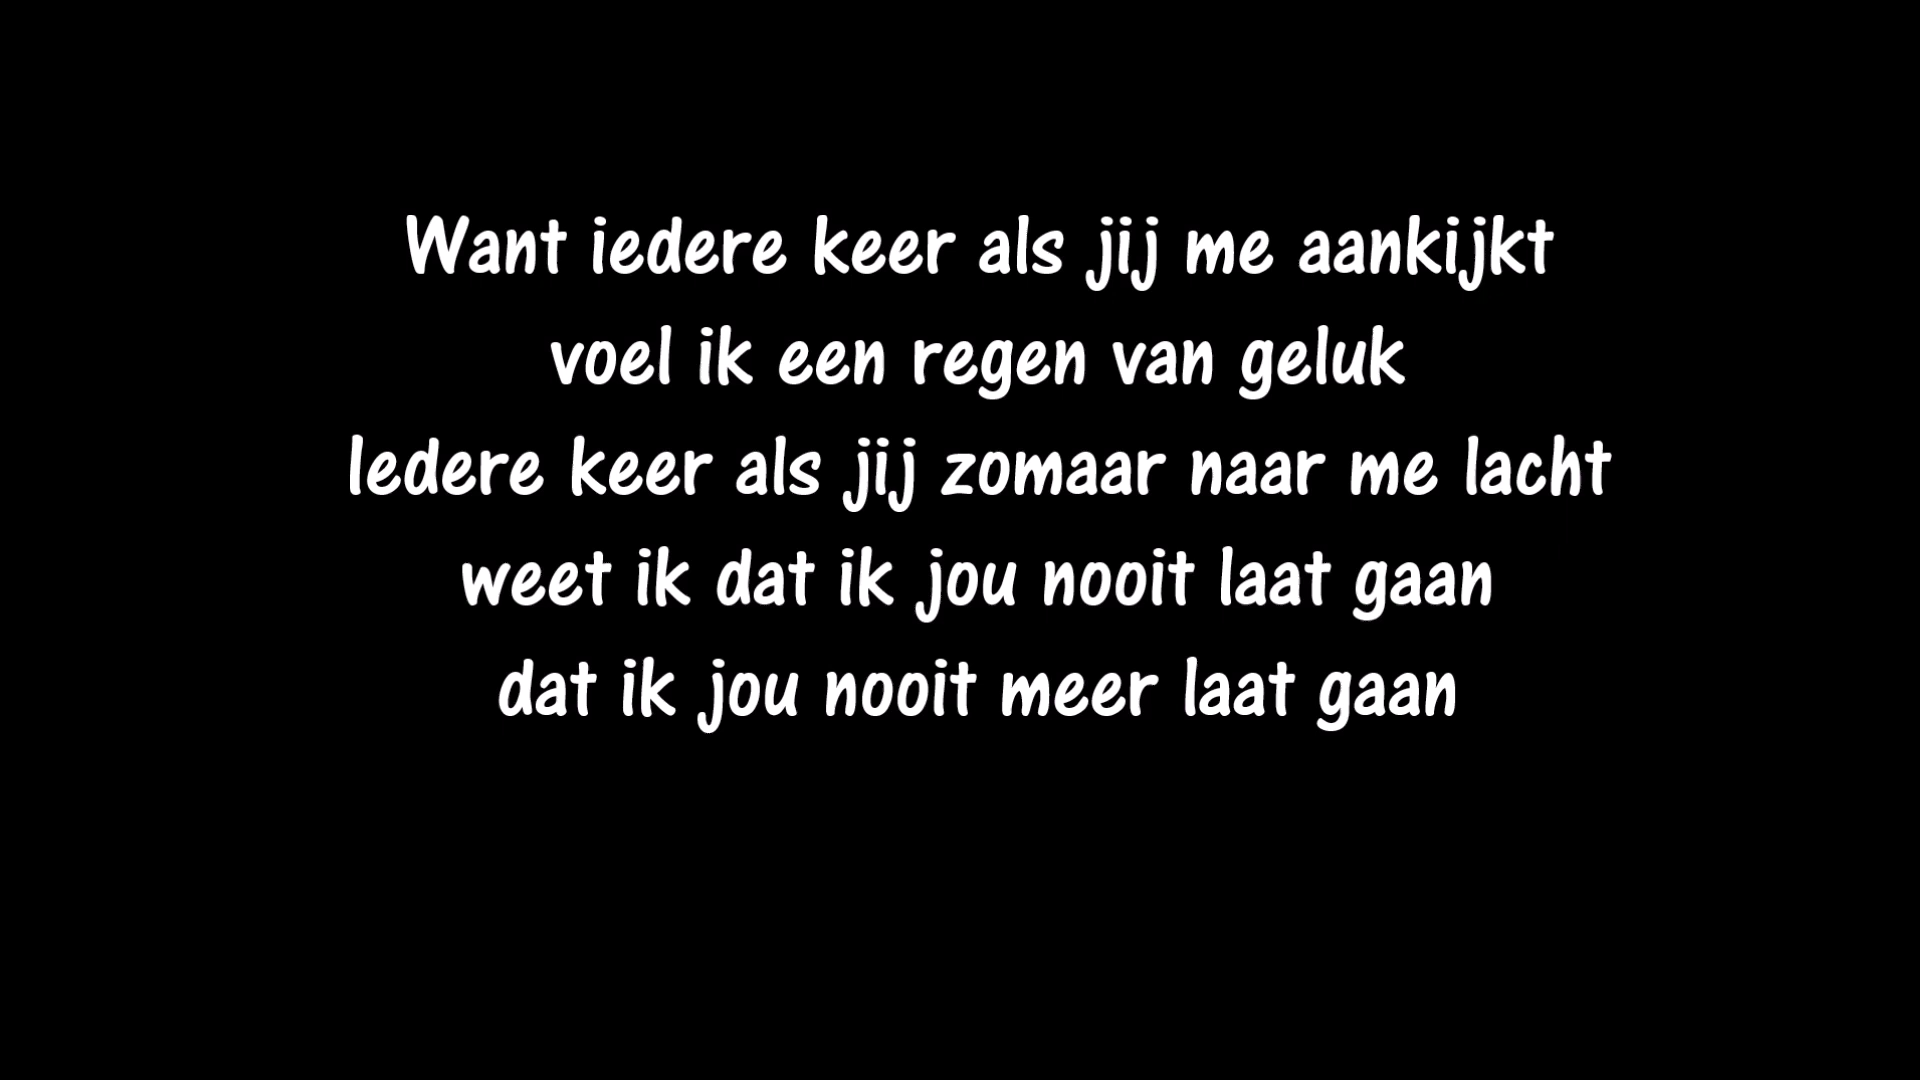 Want iedere keer als jij me aankijkt
voel ik een regen van geluk
Iedere keer als jij zomaar naar me lacht
weet ik dat ik jou nooit laat gaan
dat ik jou nooit meer laat gaan